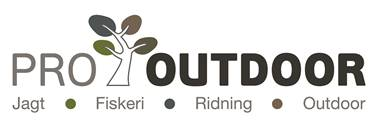 PRO OUTDOOR
Jagt • Fiskeri • Ridning • Outdoor